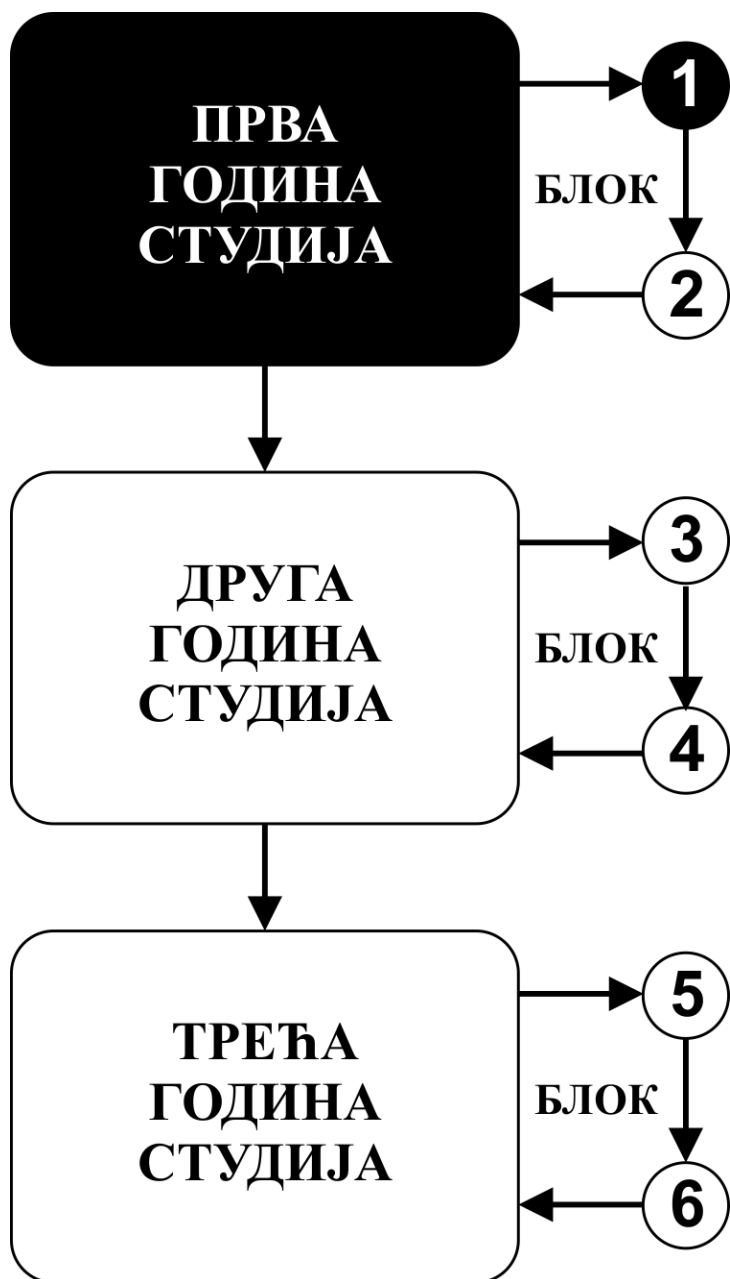 ПРВА
ГОДИНА
СТУДИЈА
1
БЛОК
2
ДРУГА
ГОДИНА
СТУДИЈА
3
БЛОК
4
ТРЕЋА
ГОДИНА
СТУДИЈА
5
БЛОК
6